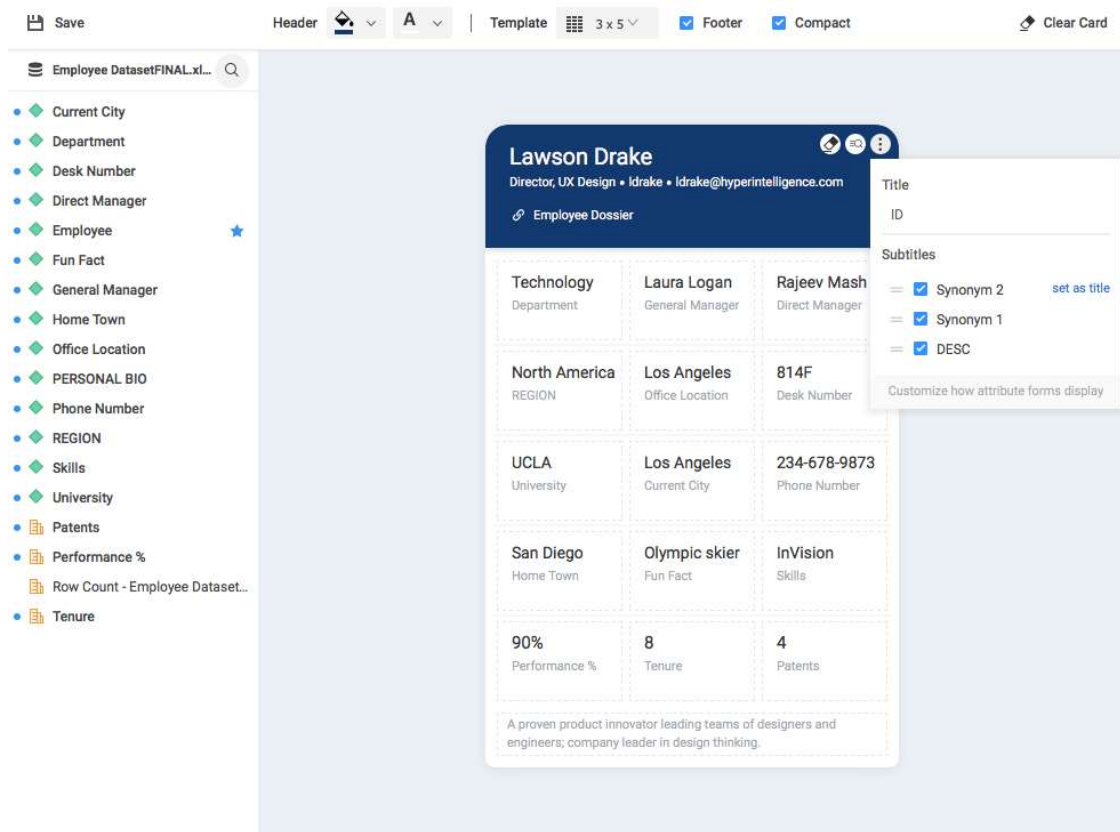 Save
Header
A
Template
3 x 5
Footer
Compact
Clear Card
Employee DatasetFINAL.xl...
Current City
Department
Desk Number
Direct Manager
Employee
Fun Fact
General Manager
Home Town
Office Location
PERSONAL BIO
Phone Number
REGION
Skills
University
Patents
Performance %
Row Count - Employee Dataset...
Tenure
Lawson Drake
Director, UX Design • ldrake • ldrake@hyperintelligence.com
Employee Dossier
Technology
Department
Laura Logan
General Manager
Rajeev Mash
Direct Manager
North America
REGION
Los Angeles
Office Location
814F
Desk Number
UCLA
University
Los Angeles
Current City
234-678-9873
Phone Number
San Diego
Home Town
Olympic skier
Fun Fact
InVision
Skills
90%
Performance %
8
Tenure
4
Patents
A proven product innovator leading teams of designers and
engineers; company leader in design thinking.
Title
ID
Subtitles
Synonym 2
set as title
Synonym 1
DESC
Customize how attribute forms display